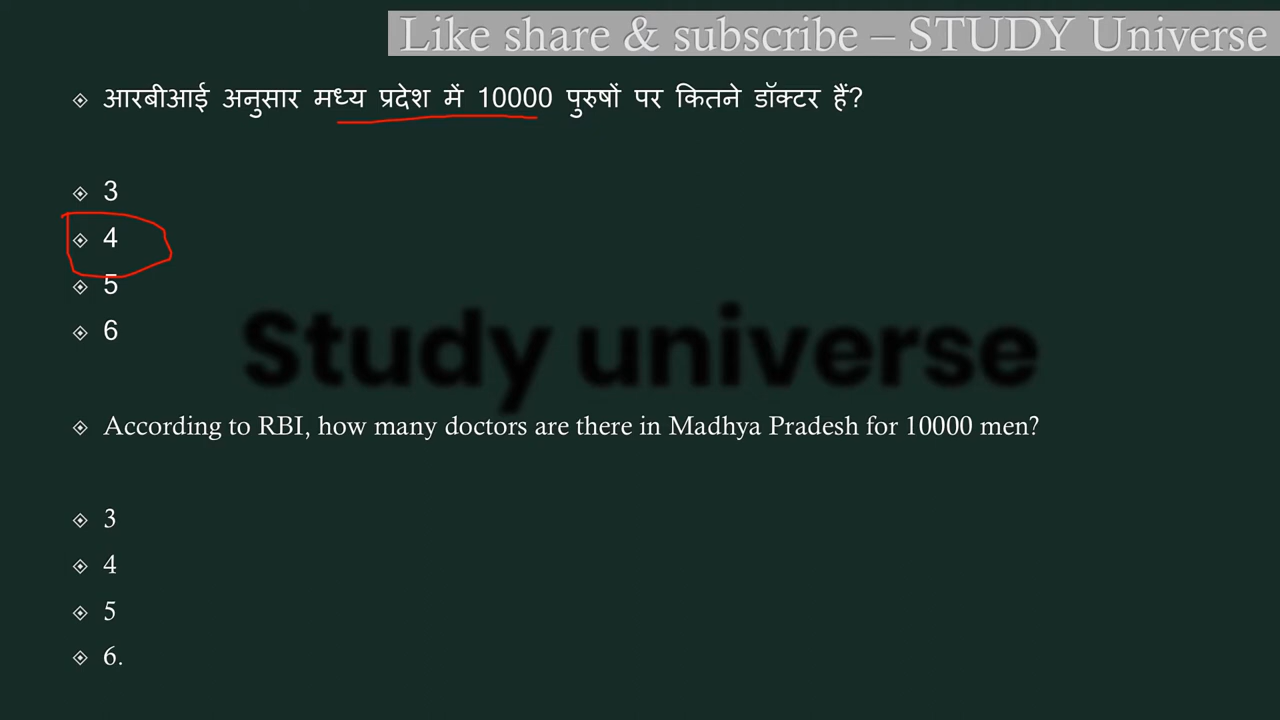 Like share & subscribe – STUDY Universe
आरबीआई अनुसार मध्य प्रदेश में 10000 पुरुषों पर कितने डॉक्टर हैं?
3
4
5
6
Study universe
According to RBI, how many doctors are there in Madhya Pradesh for 10000 men?
3
4
5
6.